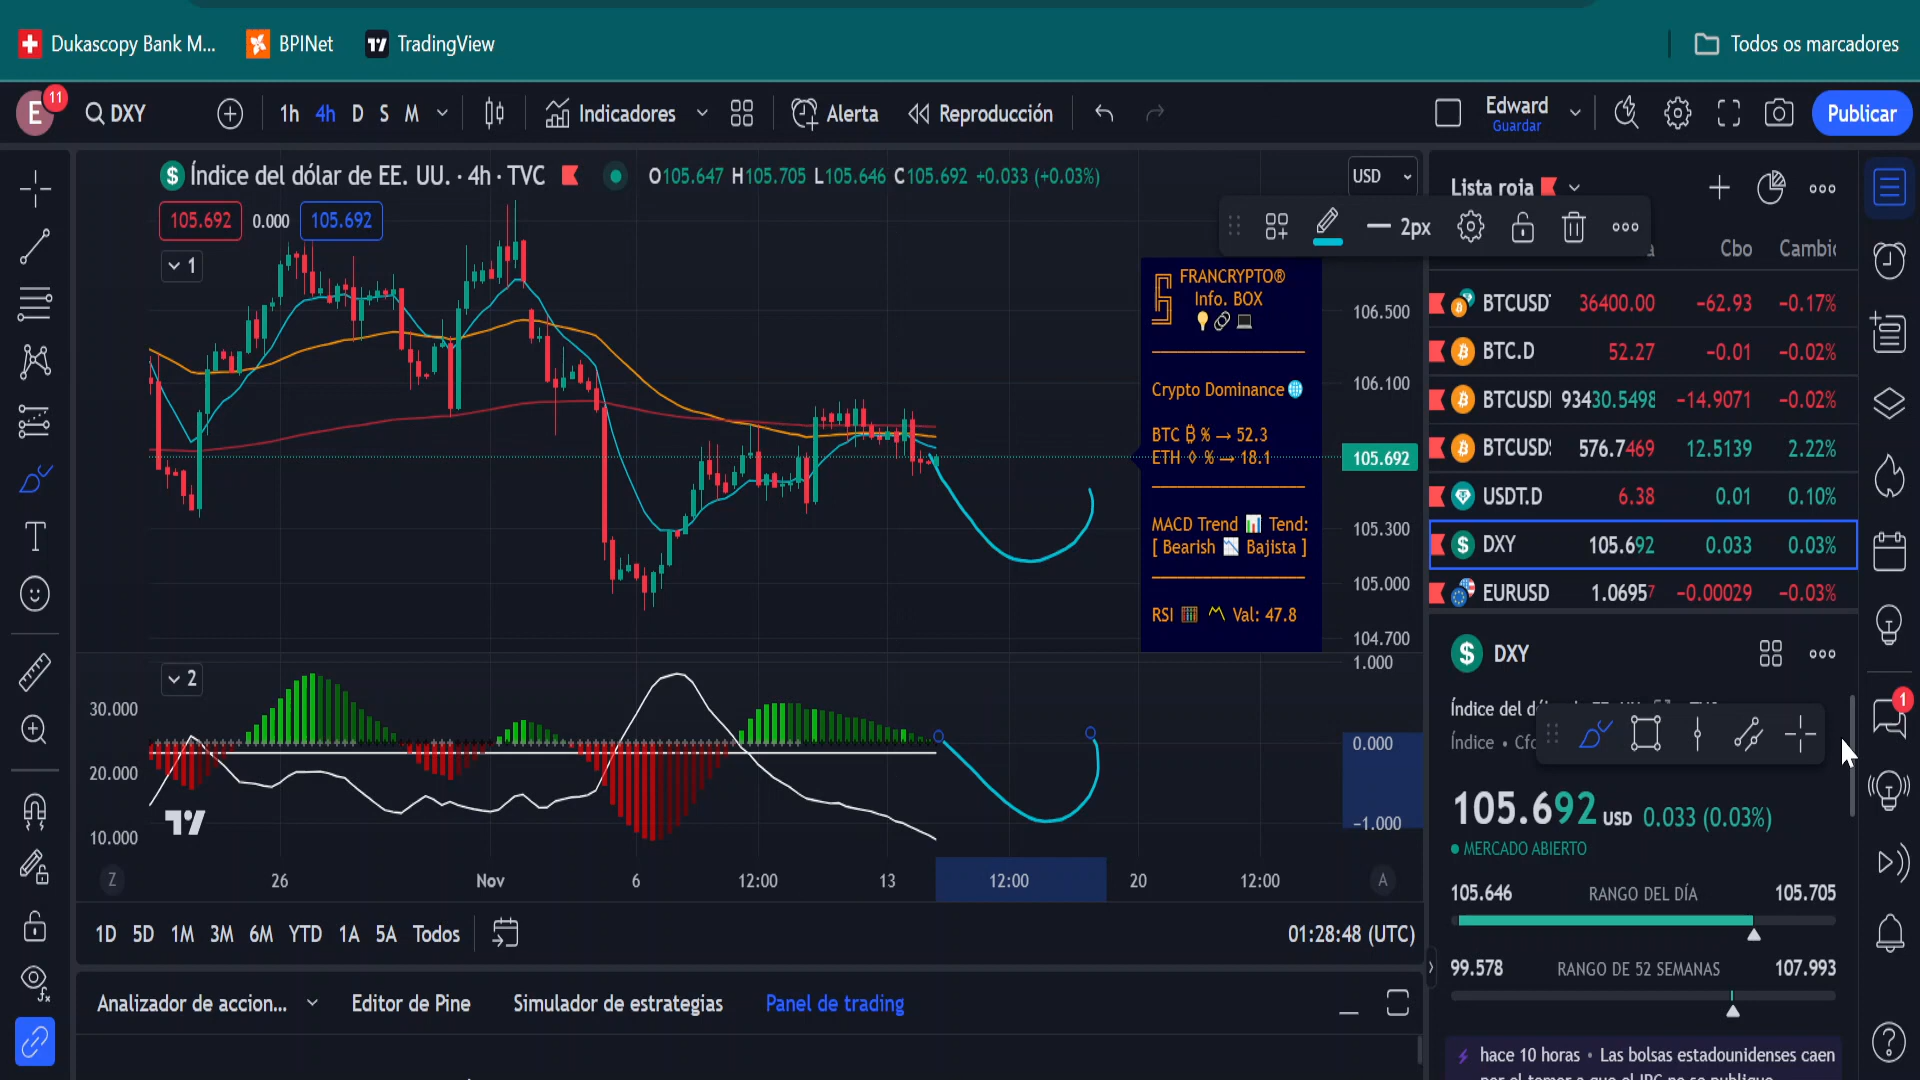 Dukascopy Bank M... BPINet TradingView Todos os marcadores
E 11 DXY 1h 4h D S M Indicadores Alerta Reproducción Edward Guardar Publicar
Índice del dólar de EE. UU. · 4h · TVC O105.647 H105.705 L105.646 C105.692 +0.033 (+0.03%) USD
105.692 0.000 105.692
1
2px
Lista roja
Cbo Cambic
FRANCRYPTO®
Info. BOX
Crypto Dominance
BTC ₿ % → 52.3
ETH ◊ % → 18.1
MACD Trend Tend:
[ Bearish Bajista ]
RSI Val: 47.8
106.500
106.100
105.692
105.300
105.000
104.700
BTCUSD 36400.00 −62.93 −0.17%
BTC.D 52.27 −0.01 −0.02%
BTCUSD 93430.5498 −14.9071 −0.02%
BTCUSD 576.7469 12.5139 2.22%
USDT.D 6.38 0.01 0.10%
DXY 105.692 0.033 0.03%
EURUSD 1.06957 −0.00029 −0.03%
2
30.000
20.000
10.000
1.000
0.000
−1.000
Z 26 Nov 6 12:00 13 12:00 20 12:00 A
1D 5D 1M 3M 6M YTD 1A 5A Todos 01:28:48 (UTC)
Analizador de accion... Editor de Pine Simulador de estrategias Panel de trading
DXY
Índice del
Índice •
105.692 USD 0.033 (0.03%)
MERCADO ABIERTO
105.646 RANGO DEL DÍA 105.705
99.578 RANGO DE 52 SEMANAS 107.993
hace 10 horas • Las bolsas estadounidenses caen
1